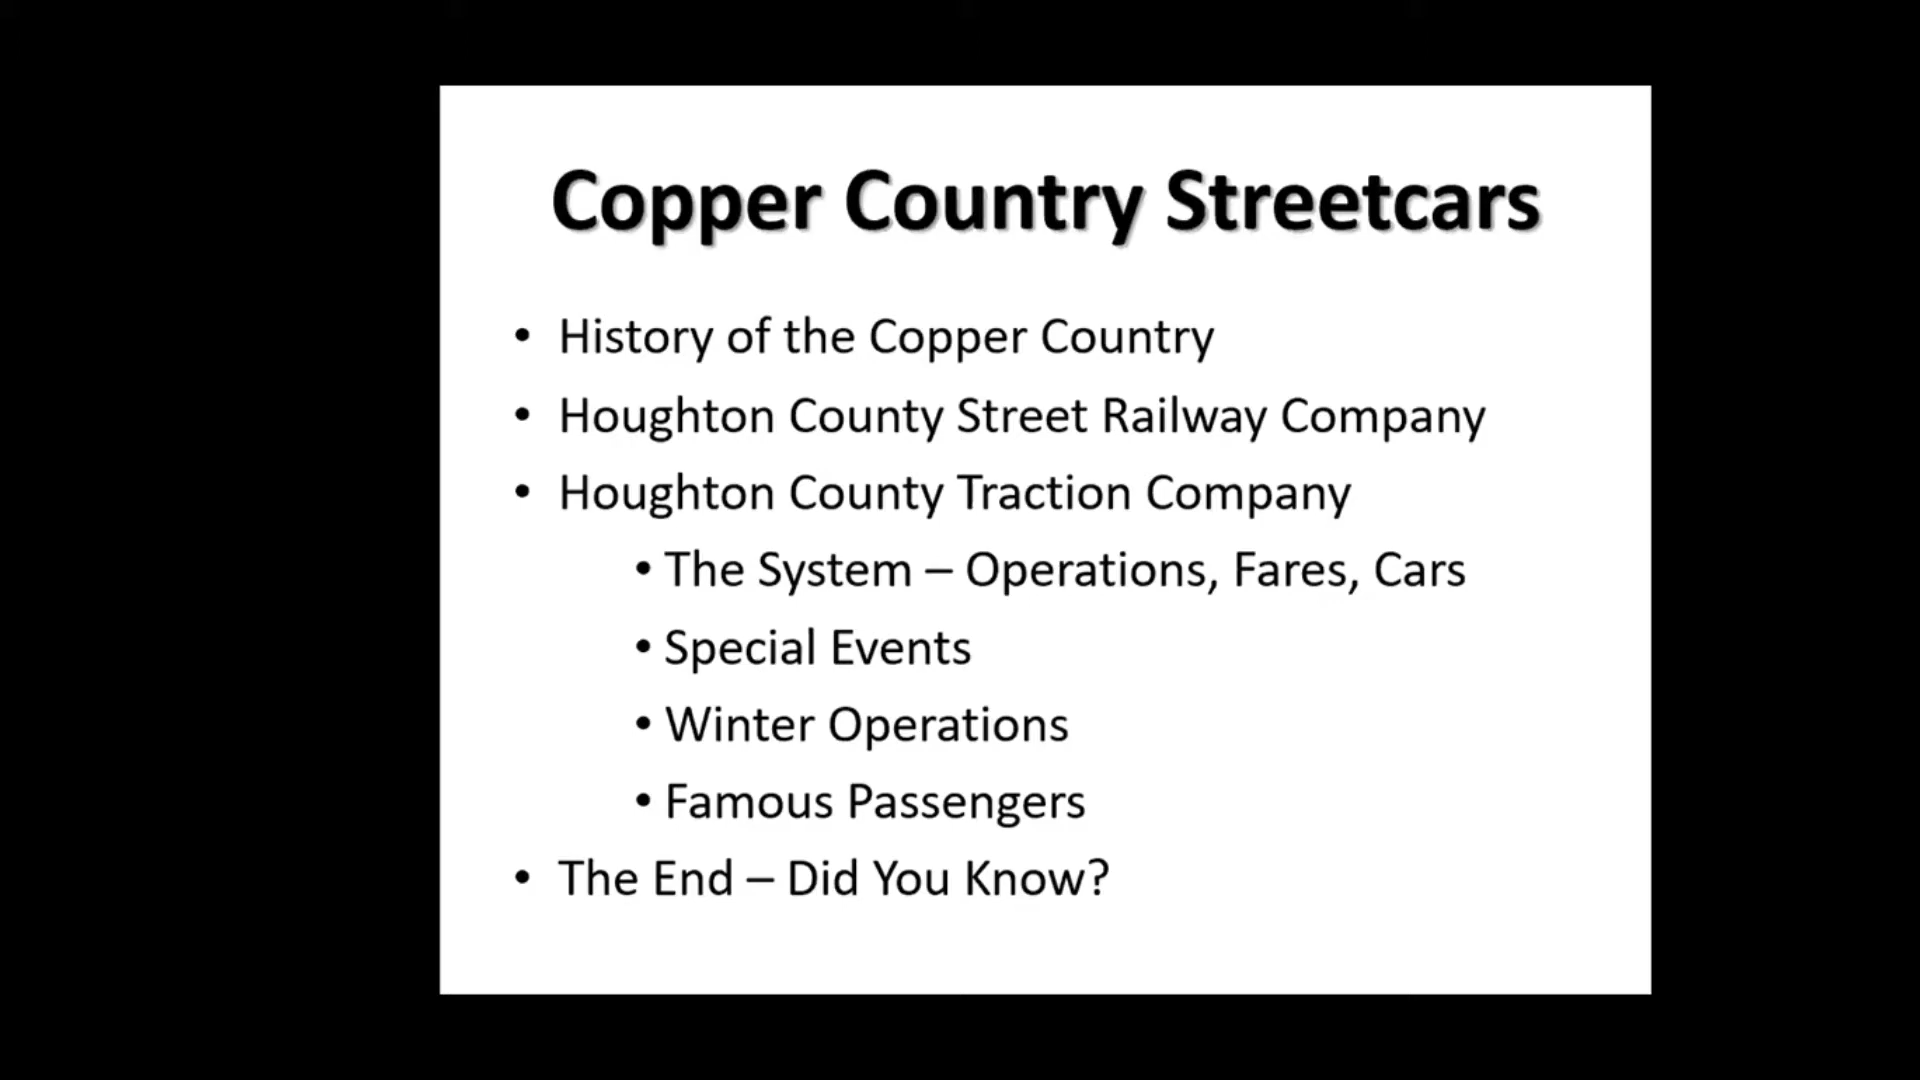 Copper Country Streetcars
• History of the Copper Country
• Houghton County Street Railway Company
• Houghton County Traction Company
• The System – Operations, Fares, Cars
• Special Events
• Winter Operations
• Famous Passengers
• The End – Did You Know?